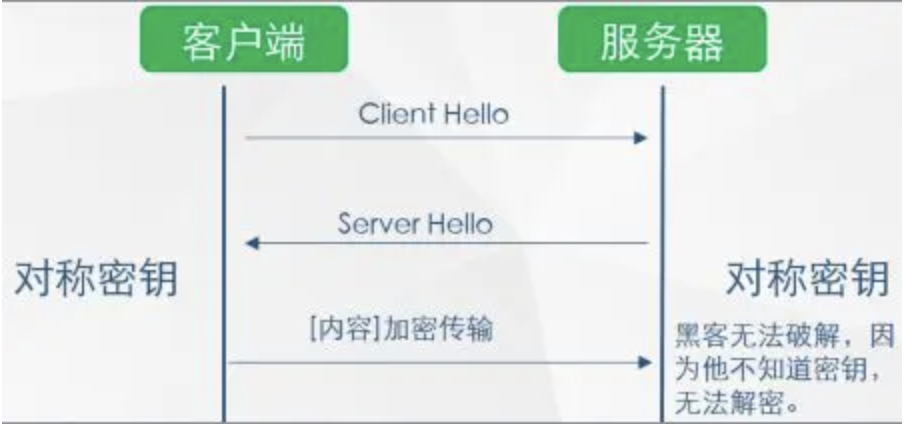 客户端
服务器
Client Hello
Server Hello
对称密钥
对称密钥
[内容]加密传输
黑客无法破解，因
为他不知道密钥，
无法解密。